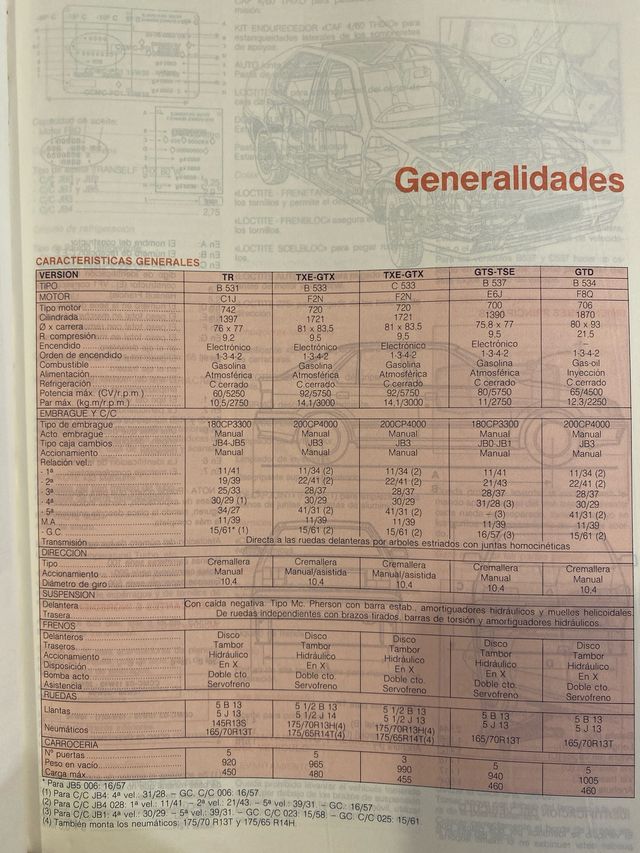 Generalidades
CARACTERISTICAS GENERALES
VERSION TR TXE-GTX TXE-GTX GTS-TSE GTD
TIPO B 531 B 533 C 533 B 537 B 534
MOTOR C1J F2N F2N E6J F8Q
Tipo motor 742 720 720 700 706
Cilindrada 1397 1721 1721 1390 1870
Ø x carrera 76 x 77 81 x 83,5 81 x 83,5 75.8 x 77 80 x 93
R. compresión 9.2 9.5 9.5 9.5 21,5
Encendido Electrónico Electrónico Electrónico Electrónico –
Orden de encendido 1-3-4-2 1-3-4-2 1-3-4-2 1-3-4-2 1-3-4-2
Combustible Gasolina Gasolina Gasolina Gasolina Gas-oil
Alimentación Atmosférica Atmosférica Atmosférica Atmosférica Inyección
Refrigeración C cerrado C cerrado C cerrado C cerrado C cerrado
Potencia máx. (CV/r.p.m.) 60/5250 92/5750 92/5750 80/5750 65/4500
Par máx. (kg.m/r.p.m.) 10,5/2750 14,1/3000 14,1/3000 11/2750 12.3/2250
EMBRAGUE Y C/C
Tipo de embrague 180CP3300 200CP4000 200CP4000 180CP3300 200CP4000
Acto. embrague Manual Manual Manual Manual Manual
Tipo caja cambios JB4-JB5 JB3 JB3 JB0-JB1 JB3
Accionamiento Manual Manual Manual Manual Manual
Relación vel.
- 1ª 11/41 11/34 (2) 11/34 (2) 11/41 11/34 (2)
- 2ª 19/39 22/41 (2) 22/41 (2) 21/43 22/41 (2)
- 3ª 25/33 28/37 28/37 28/37 28/37
- 4ª 30/29 (1) 30/29 30/29 31/28 (3) 30/29
- 5ª 34/27 41/31 (2) 41/31 (2) – (3) 41/31 (2)
M.A. 11/39 11/39 11/39 11/39 11/39
- G.C. 15/61* (1) 15/61 (2) 15/61 (2) 16/57 (3) 15/61 (2)
Transmisión Directa a las ruedas delanteras por arboles estriados con juntas homocinéticas
DIRECCION
Tipo Cremallera Cremallera Cremallera Cremallera Cremallera
Accionamiento Manual Manual/asistida Manual/asistida Manual Manual
Diámetro de giro 10,4 10,4 10,4 10,4 10,4
SUSPENSION
Delantera Con caída negativa. Tipo Mc. Pherson con barra estab., amortiguadores hidráulicos y muelles helicoidales
Trasera De ruedas independientes con brazos tirados, barras de torsión y amortiguadores hidráulicos.
FRENOS
Delanteros Disco Disco Disco Disco Disco
Traseros Tambor Tambor Tambor Tambor Tambor
Accionamiento Hidráulico Hidráulico Hidráulico Hidráulico Hidráulico
Disposición En X En X En X En X En X
Bomba acto Doble cto. Doble cto. Doble cto. Doble cto. Doble cto.
Asistencia Servofreno Servofreno Servofreno Servofreno Servofreno
RUEDAS
Llantas 5 B 13 5 1/2 B 13 5 1/2 B 13 5 B 13 5 B 13
5 J 13 5 1/2 J 14 5 1/2 J 13 5 J 13 5 J 13
Neumáticos 145R13S 175/70R13H(4) 175/70R13H(4)
165/70R13T 175/65R14T(4) 175/65R14T(4) 165/70R13T 165/70R13T
CARROCERIA
Nº puertas 5 5 3 5 5
Peso en vacío 920 965 990 940 1005
Carga máx 450 480 455 460 460
* Para JB5 006: 16/57
(1) Para C/C JB4: 4ª vel.: 31/28. – GC. C/C 006: 16/57
(2) Para C/C JB4 028: 1ª vel.: 11/41. – 2ª vel.: 21/43. – 5ª vel.: 39/31. – GC.: 16/57
(3) Para C/C JB1: 4ª vel.: 30/29. – 5ª vel.: 39/31. – GC. C/C 023: 15/58. – GC. C/C 025: 15/61
(4) También monta los neumáticos: 175/70 R13T y 175/65 R14H.